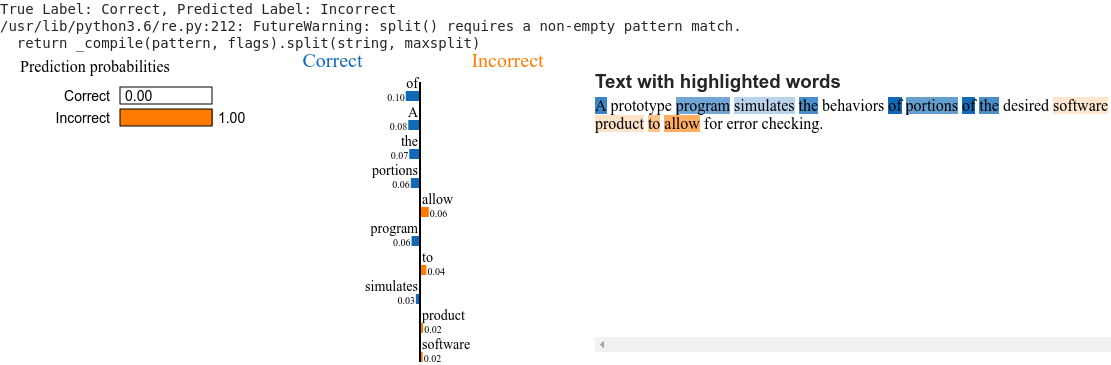 True Label: Correct, Predicted Label: Incorrect
/usr/lib/python3.6/re.py:212: FutureWarning: split() requires a non-empty pattern match.
  return _compile(pattern, flags).split(string, maxsplit)
Prediction probabilities
Correct 0.00
Incorrect 1.00
Correct Incorrect
of
0.10
A
0.08
the
0.07
portions
0.06
allow
0.06
program
0.06
to
0.04
simulates
0.03
product
0.02
software
0.02
Text with highlighted words
A prototype program simulates the behaviors of portions of the desired software
product to allow for error checking.